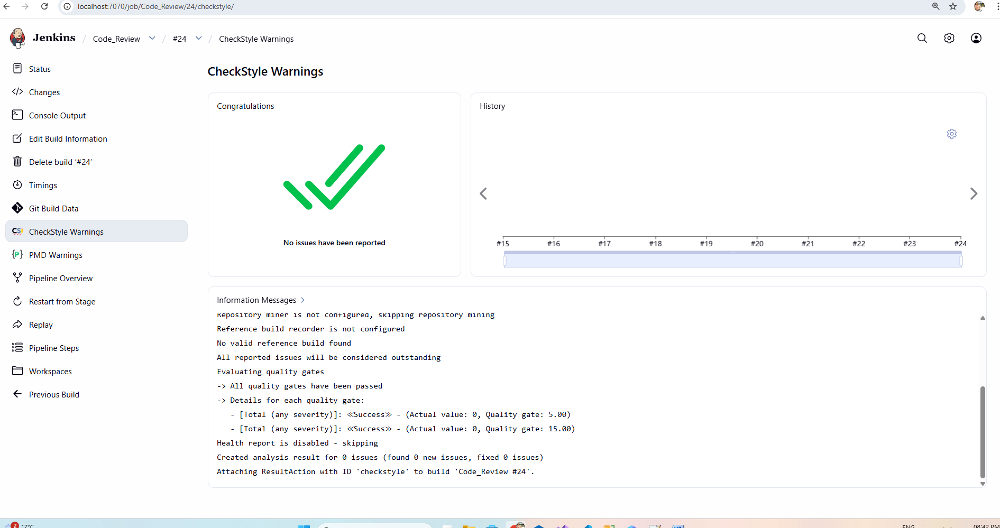 localhost:7070/job/Code_Review/24/checkstyle/
Jenkins / Code_Review / #24 / CheckStyle Warnings
Status
Changes
Console Output
Edit Build Information
Delete build ‘#24’
Timings
Git Build Data
CS! CheckStyle Warnings
PMD Warnings
Pipeline Overview
Restart from Stage
Replay
Pipeline Steps
Workspaces
Previous Build
CheckStyle Warnings
Congratulations
No issues have been reported
History
#15 #16 #17 #18 #19 #20 #21 #22 #23 #24
Information Messages
Repository miner is not configured, skipping repository mining
Reference build recorder is not configured
No valid reference build found
All reported issues will be considered outstanding
Evaluating quality gates
-> All quality gates have been passed
-> Details for each quality gate:
- [Total (any severity)]: ≪Success≫ - (Actual value: 0, Quality gate: 5.00)
- [Total (any severity)]: ≪Success≫ - (Actual value: 0, Quality gate: 15.00)
Health report is disabled - skipping
Created analysis result for 0 issues (found 0 new issues, fixed 0 issues)
Attaching ResultAction with ID 'checkstyle' to build 'Code_Review #24'.
2 17°C
ENG
08:42 PM